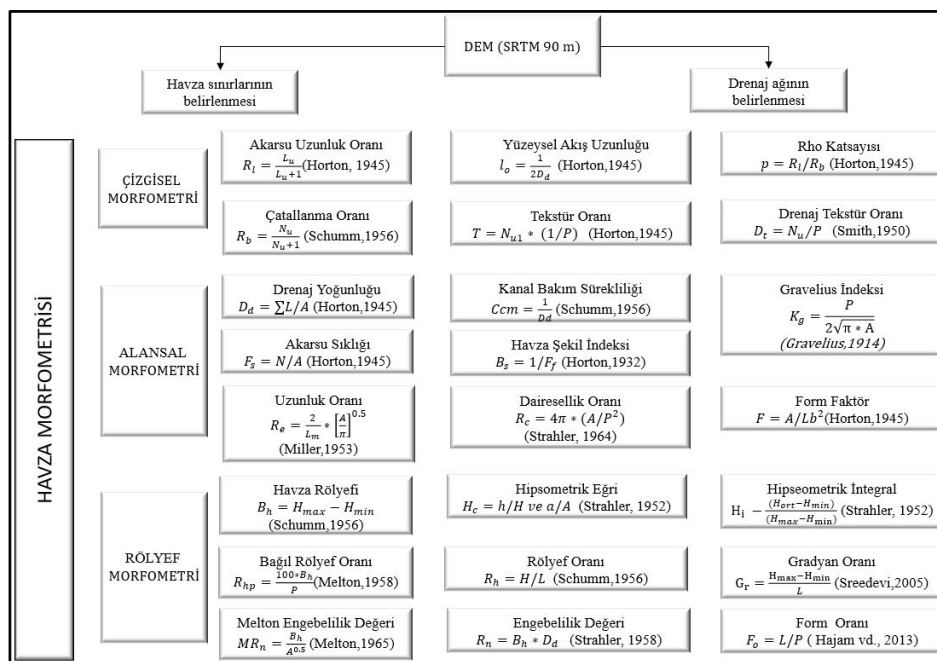 DEM (SRTM 90 m)
Havza sınırlarının
belirlenmesi
Drenaj ağının
belirlenmesi
HAVZA MORFOMETRİSİ
ÇİZGİSEL
MORFOMETRİ
Akarsu Uzunluk Oranı
R_l = L_u / L_u+1 (Horton, 1945)
Yüzeysel Akış Uzunluğu
l_o = 1 / 2D_d (Horton, 1945)
Rho Katsayısı
p = R_l/R_b (Horton, 1945)
Çatallanma Oranı
R_b = N_u / N_u+1 (Schumm,1956)
Tekstür Oranı
T = N_u1 * (1/P) (Horton, 1945)
Drenaj Tekstür Oranı
D_t = N_u/P (Smith,1950)
ALANSAL
MORFOMETRİ
Drenaj Yoğunluğu
D_d = ∑L/A (Horton, 1945)
Kanal Bakım Sürekliliği
Ccm = 1 / Dd (Schumm, 1956)
Gravelius İndeksi
K_g = P / 2√π * A
(Gravelius,1914)
Akarsu Sıklığı
F_s = N/A (Horton, 1945)
Havza Şekil İndeksi
B_s = 1/F_f (Horton, 1932)
Uzunluk Oranı
R_e = 2 / L_m * [A / π]^0.5
(Miller,1953)
Dairesellik Oranı
R_c = 4π * (A/P²)
(Strahler, 1964)
Form Faktör
F = A/Lb² (Horton,1945)
RÖLYEF
MORFOMETRİ
Havza Rölyefi
B_h = H_max − H_min
(Schumm, 1956)
Hipsometrik Eğri
H_c = h/H ve a/A (Strahler, 1952)
Hipseometrik İntegral
H_i − (H_ort−H_min) / (H_max−H_min) (Strahler, 1952)
Bağıl Rölyef Oranı
R_hp = 100*B_h / P (Melton, 1958)
Rölyef Oranı
R_h = H/L (Schumm, 1956)
Gradyan Oranı
G_r = H_max−H_min / L (Sreedevi,2005)
Melton Engebelilik Değeri
MR_n = B_h / A^0.5 (Melton,1965)
Engebelilik Değeri
R_n = B_h * D_d (Strahler, 1958)
Form Oranı
F_o = L/P ( Hajam vd., 2013)